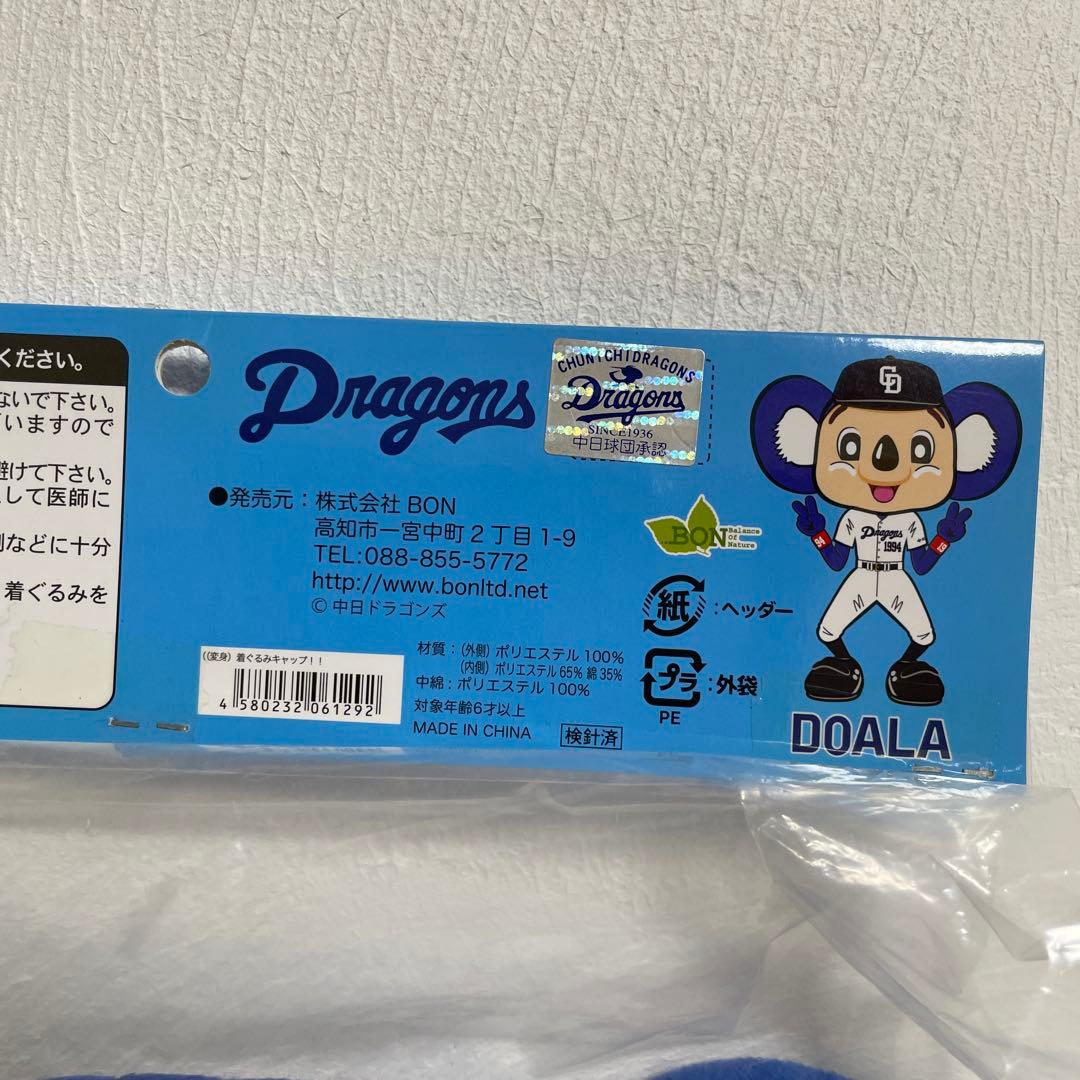 ください。
ないで下さい。
いますので
避けて下さい。
して医師に
などに十分
着ぐるみを
Dragons
CHUNICHI DRAGONS
Dragons
SINCE 1936
中日球団承認
●発売元：株式会社 BON
高知市一宮中町2丁目1-9
TEL:088-855-5772
http://www.bonltd.net
© 中日ドラゴンズ
BON Balance Of Nature
紙：ヘッダー
プラ：外袋
PE
((変身) 着ぐるみキャップ！！
4 580232 061292
材質：(外側) ポリエステル 100%
(内側) ポリエステル 65% 綿 35%
中綿：ポリエステル 100%
対象年齢6才以上
MADE IN CHINA
検針済
CD
Dragons
1994
94
19
DOALA